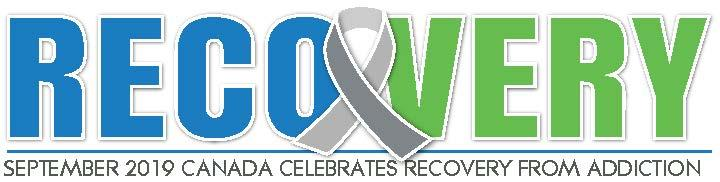 RECOVERY
SEPTEMBER 2019 CANADA CELEBRATES RECOVERY FROM ADDICTION